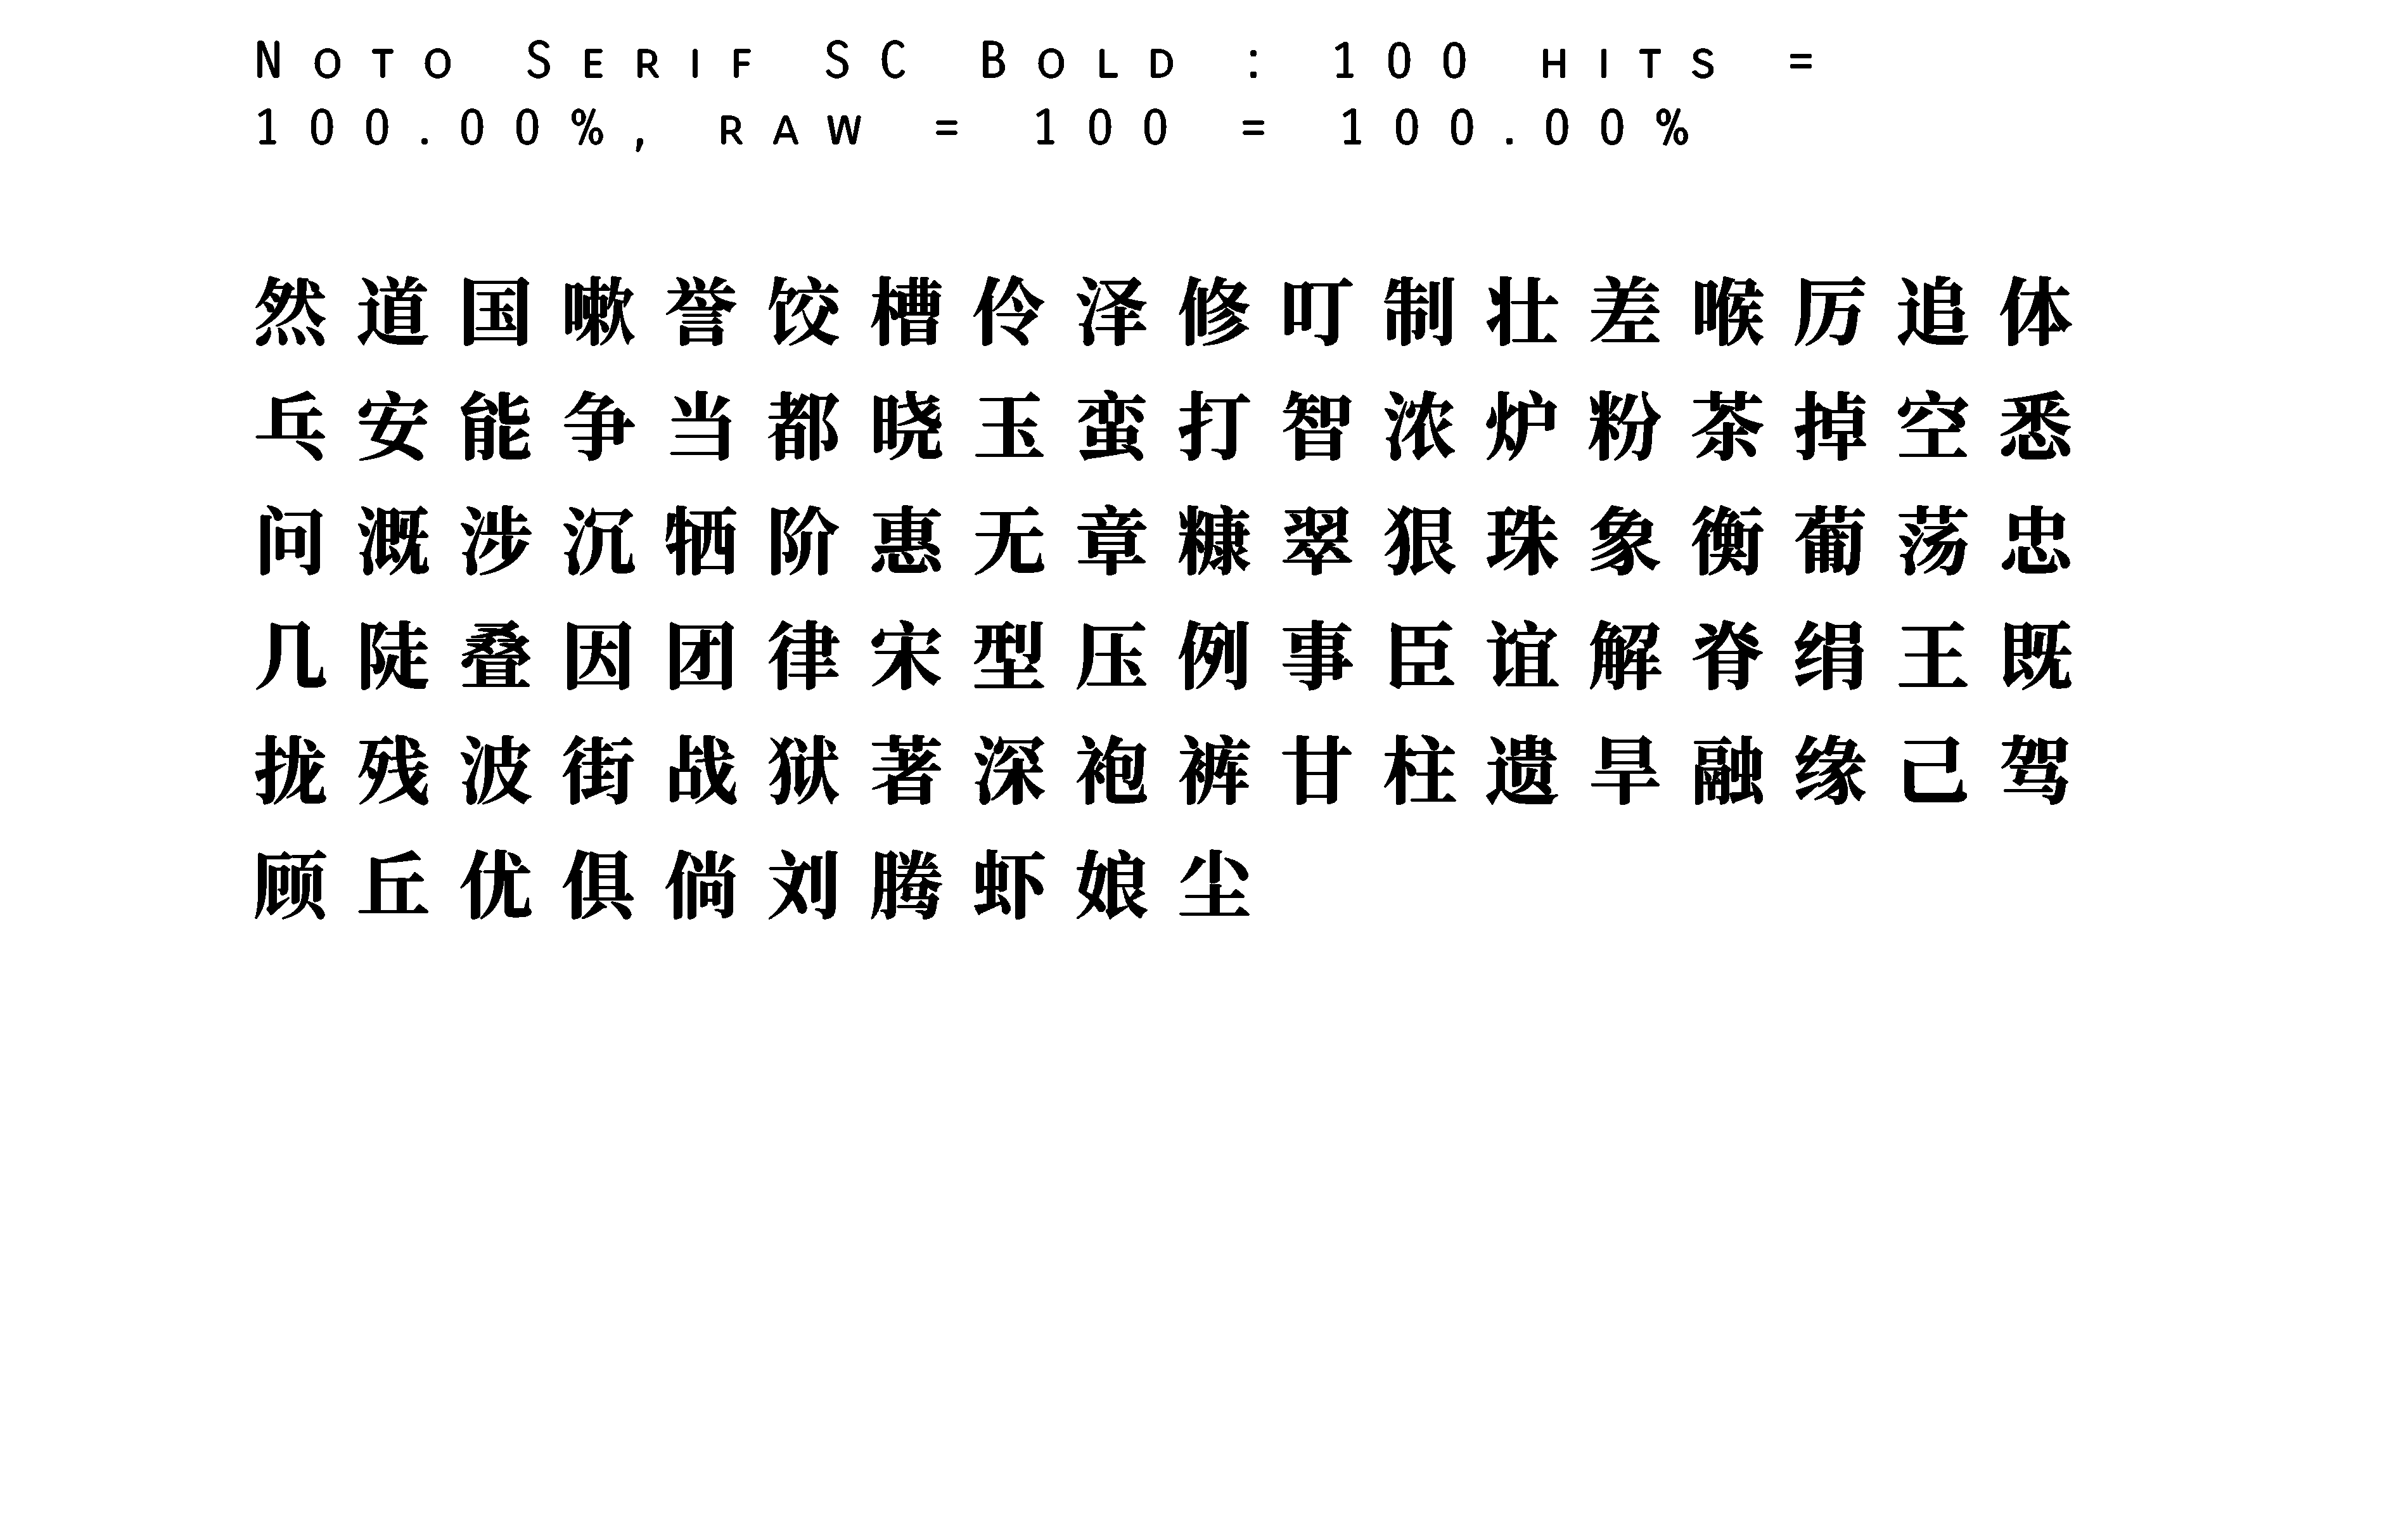 Noto Serif SC Bold : 100 hits =
100.00%, raw = 100 = 100.00%
然道国嗽誉饺槽伶泽修叮制壮差喉厉追体
乓安能争当都晓玉蛮打智浓炉粉茶掉空悉
问溉涉沉牺阶惠无章糠翠狠珠象衡葡荡忠
几陡叠因团律宋型压例事臣谊解脊绢王既
拢残波街战狱著深袍裤甘柱遗旱融缘己驾
顾丘优俱倘刘腾虾娘尘